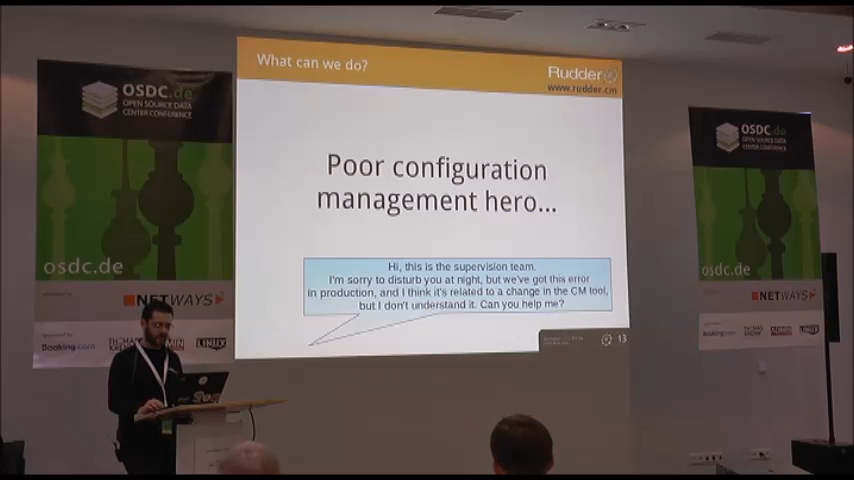 What can we do?
Rudder
www.rudder.cm
Poor configuration
management hero...
Hi, this is the supervision team.
I'm sorry to disturb you at night, but we've got this error
in production, and I think it's related to a change in the CM tool,
but I don't understand it. Can you help me?
13
OSDC.de
OPEN SOURCE DATA
CENTER CONFERENCE
osdc.de
NETWAYS
Booking.com
LINUX
OSDC.de
OPEN SOURCE DATA
CENTER CONFERENCE
osdc.de
NETWAYS
Booking.com
ADMIN
LINUX